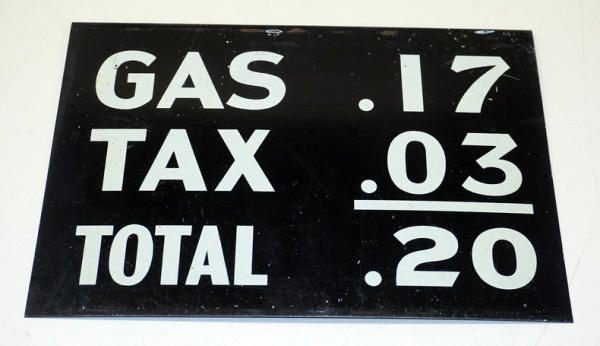 GAS .17
TAX .03
TOTAL .20